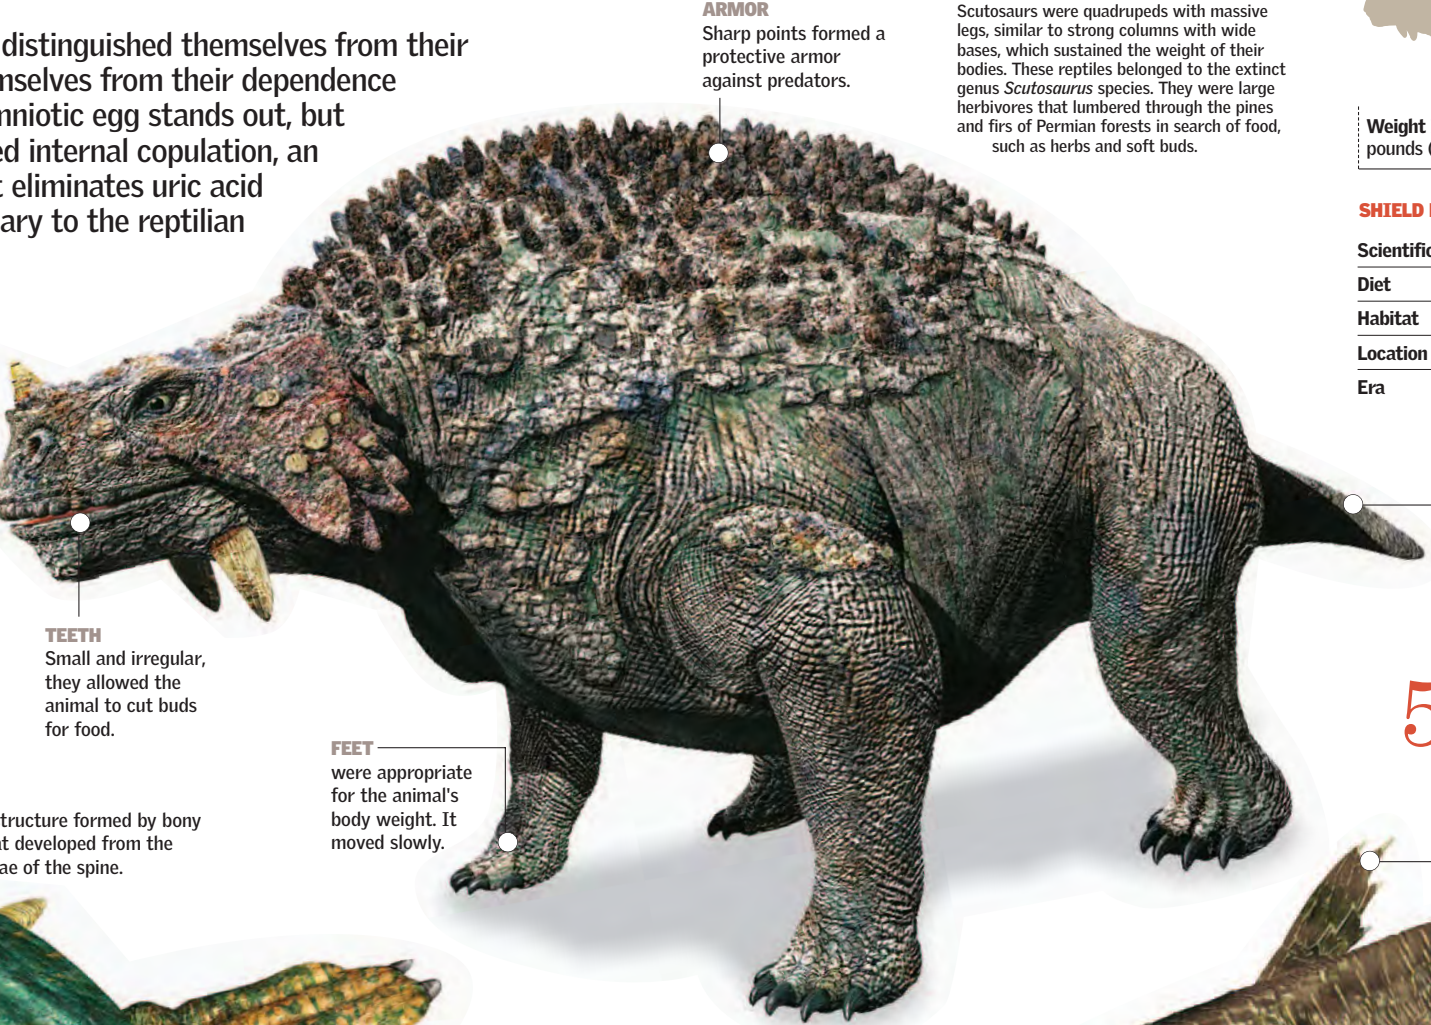 distinguished themselves from their
mselves from their dependence
nniotic egg stands out, but
ed internal copulation, an
t eliminates uric acid
ary to the reptilian
ARMOR
Sharp points formed a
protective armor
against predators.
Scutosaurs were quadrupeds with massive
legs, similar to strong columns with wide
bases, which sustained the weight of their
bodies. These reptiles belonged to the extinct
genus Scutosaurus species. They were large
herbivores that lumbered through the pines
and firs of Permian forests in search of food,
such as herbs and soft buds.
Weight
pounds (
SHIELD
Scientific
Diet
Habitat
Location
Era
TEETH
Small and irregular,
they allowed the
animal to cut buds
for food.
FEET
were appropriate
for the animal's
body weight. It
moved slowly.
tructure formed by bony
at developed from the
ae of the spine.
5